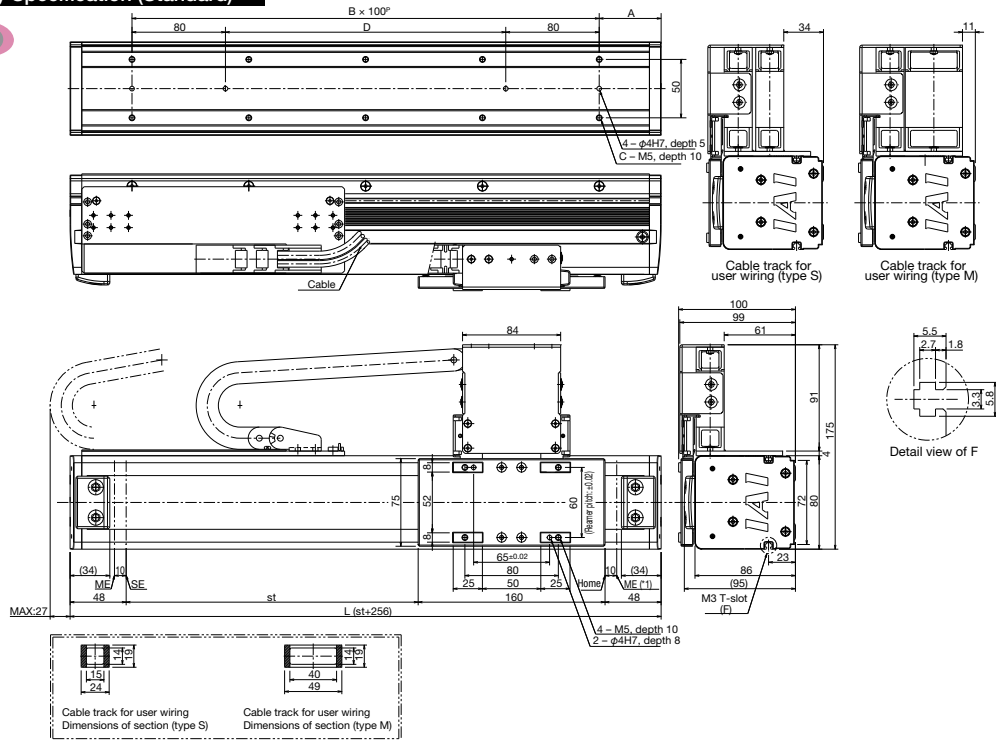 Specification (Standard)
B × 100P
A
80
D
80
50
4 – φ4H7, depth 5
C – M5, depth 10
34
11
IAI
IAI
Cable track for
user wiring (type S)
Cable track for
user wiring (type M)
Cable
84
100
99
61
5.5
2.7
1.8
3.3
5.8
Detail view of F
91
175
4
72
80
IAI
75
8
52
8
60
(Reamer pitch: ±0.02)
65±0.02
80
25
50
25
(34)
10
ME
SE
Home
10
(34)
ME (*1)
48
st
160
48
MAX:27
L (st+256)
4 – M5, depth 10
2 – φ4H7, depth 8
23
86
(95)
M3 T-slot
(F)
14
19
15
24
14
19
40
49
Cable track for user wiring
Dimensions of section (type S)
Cable track for user wiring
Dimensions of section (type M)